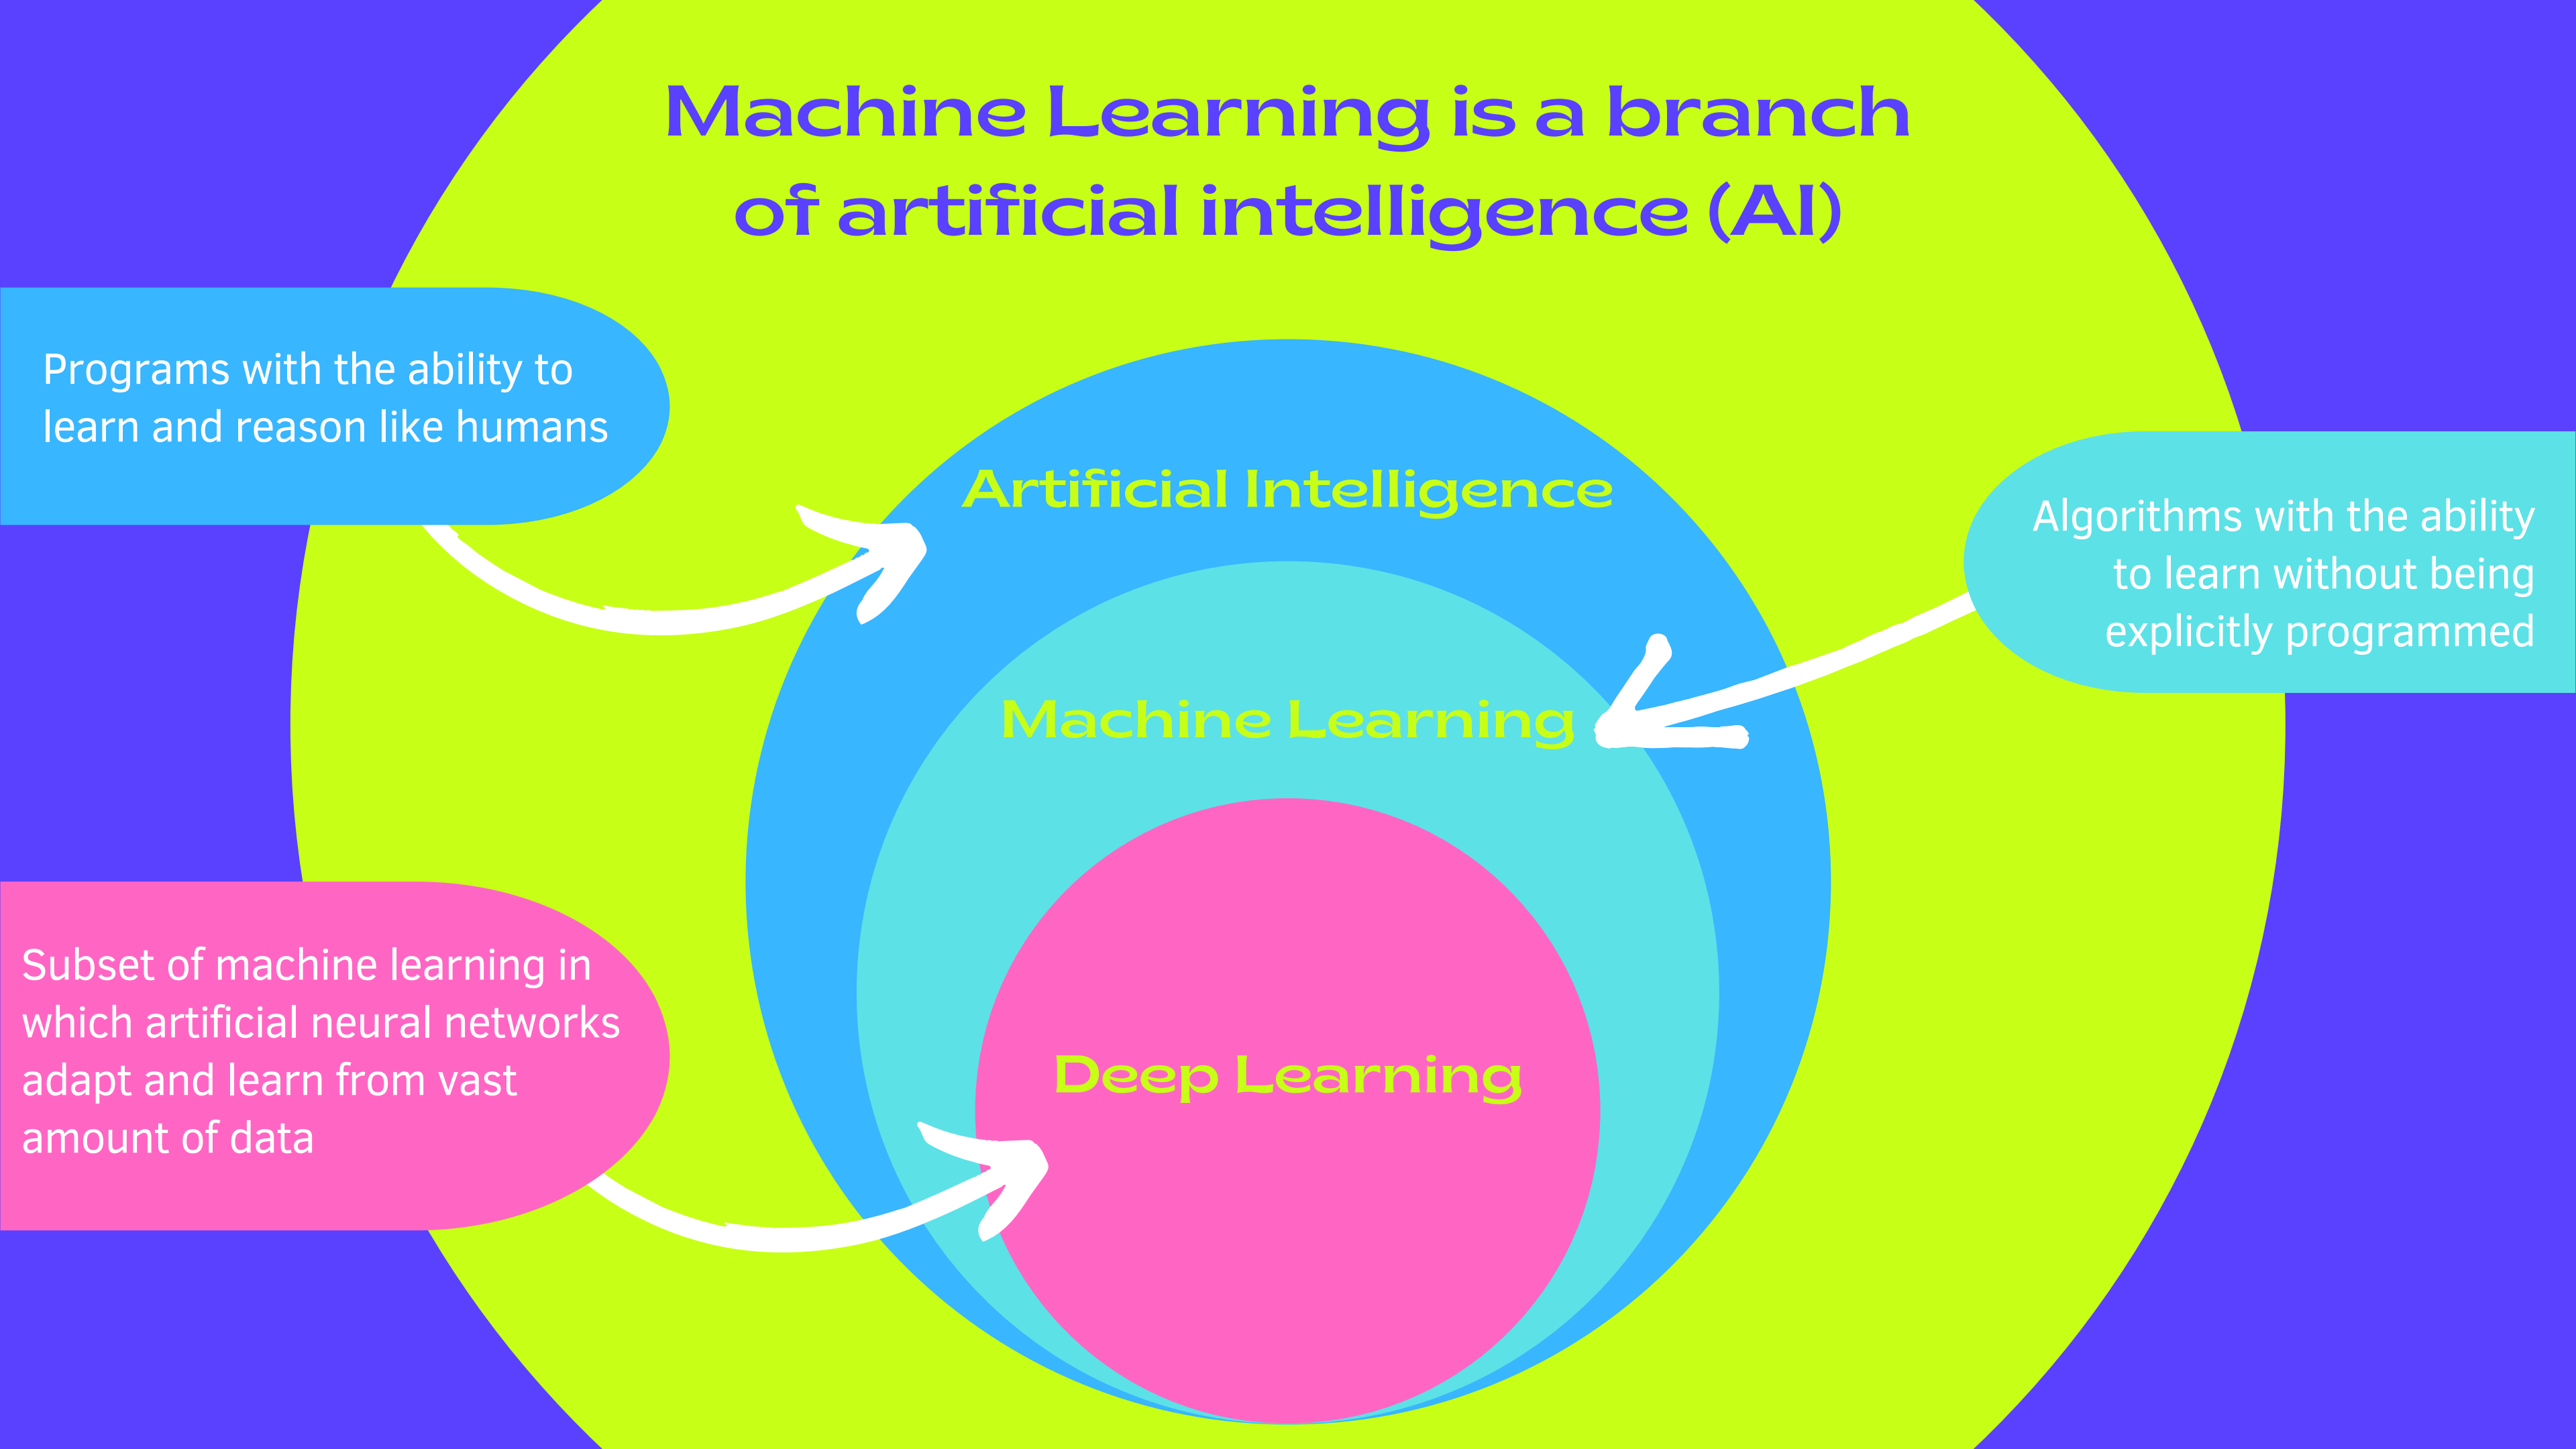 Machine Learning is a branch
of artificial intelligence (AI)
Programs with the ability to
learn and reason like humans
Artificial Intelligence
Algorithms with the ability
to learn without being
explicitly programmed
Machine Learning
Subset of machine learning in
which artificial neural networks
adapt and learn from vast
amount of data
Deep Learning